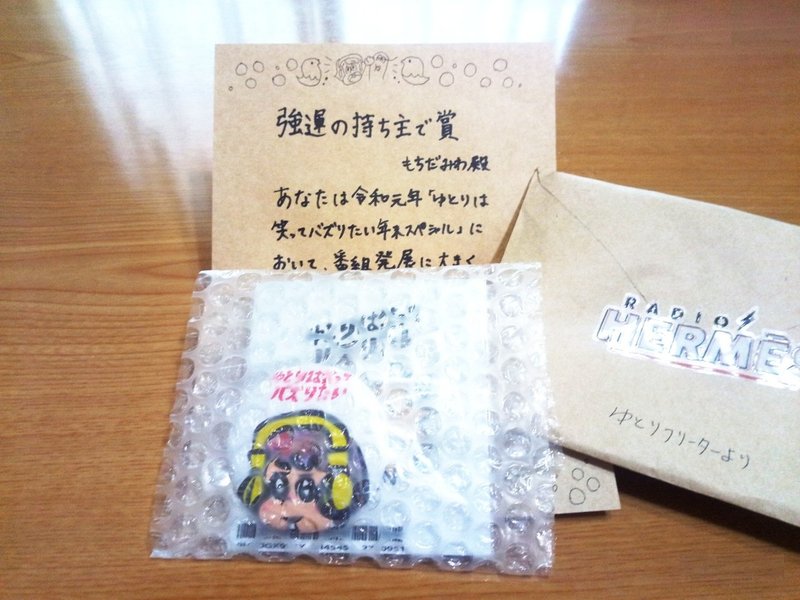 強運の持ち主で賞
もちだみわ殿
あなたは令和元年「ゆとりは
笑ってバズりたい年末スペシャル」に
おいて、番組発展に大きく
ゆとりは笑って
バズりたい
RADIO
HERMES
ゆとりフリーターより